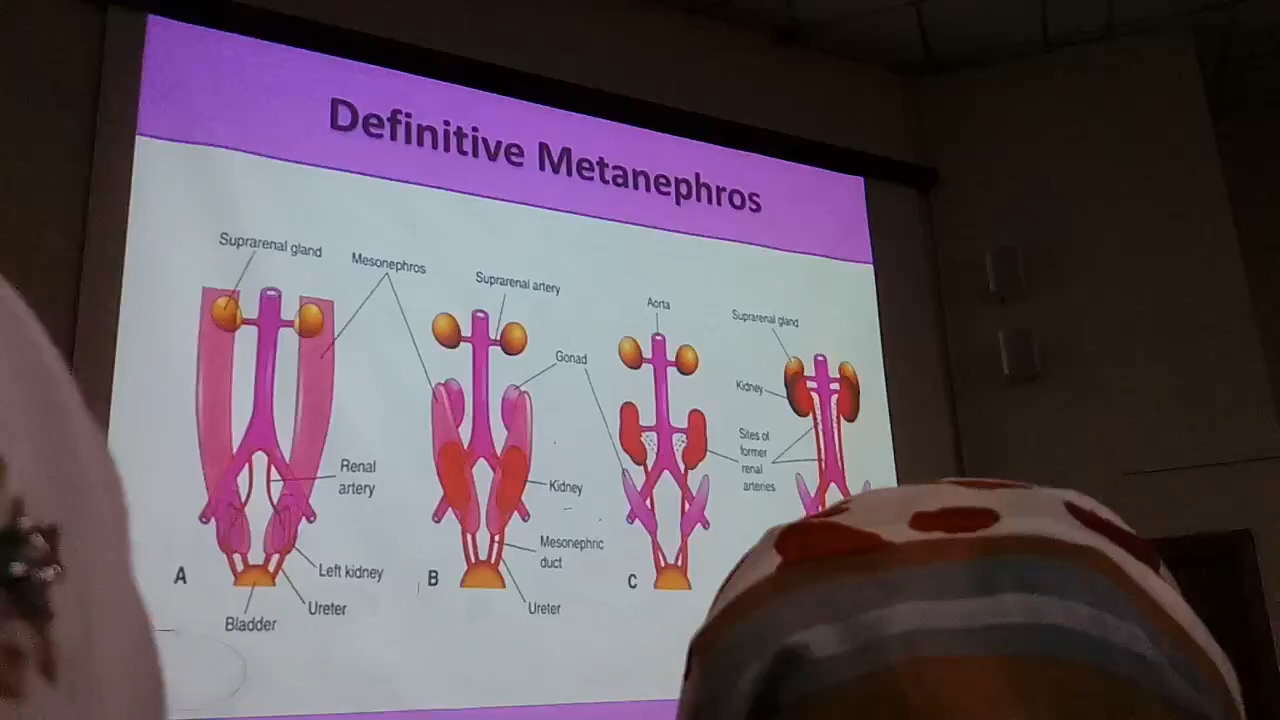 Definitive Metanephros
Suprarenal gland
Mesonephros
Suprarenal artery
Gonad
Aorta
Suprarenal gland
Kidney
Sites of
former
renal
arteries
Renal
artery
Kidney
Mesonephric
duct
Left kidney
Ureter
Ureter
Bladder
A
B
C